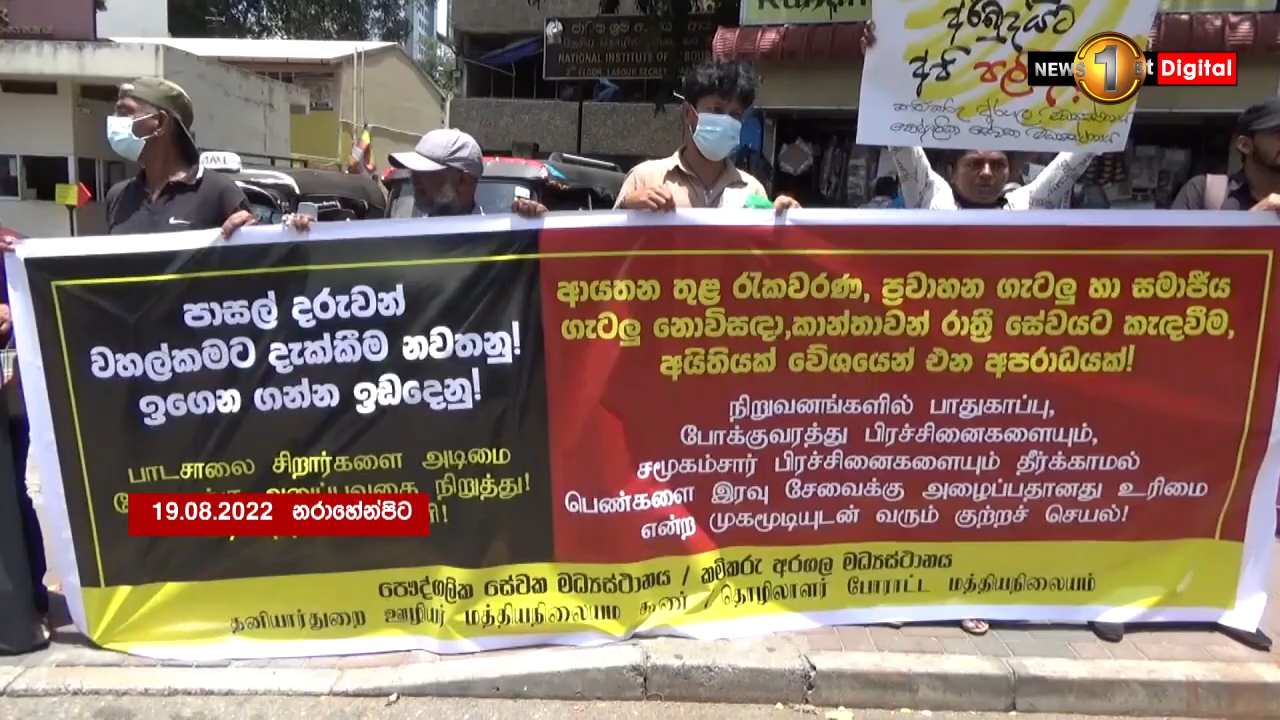 ජාතික ශ්‍රම
NATIONAL INSTITUTE OF
අපි
NEWS 1st Digital
පාසල් දරුවන්
වහල්කමට දැක්කීම නවතනු!
ඉගෙන ගන්න ඉඩදෙනු!
பாடசாலை சிறார்களை அடிமை
நிறுத்து!
ආයතන තුළ රැකවරණ, ප්‍රවාහන ගැටලු හා සමාජීය
ගැටලු නොවිසඳා,කාන්තාවන් රාත්‍රී සේවයට කැඳවීම,
අයිතියක් වේශයෙන් එන අපරාධයක්!
நிறுவனங்களில் பாதுகாப்பு,
போக்குவரத்து பிரச்சினைகளையும்,
சமூகம்சார் பிரச்சினைகளையும் தீர்க்காமல்
பெண்களை இரவு சேவைக்கு அழைப்பதானது உரிமை
என்ற முகமூடியுடன் வரும் குற்றச் செயல்!
19.08.2022 නාරාහේන්පිට
පෞද්ගලික සේවක මධ්‍යස්ථානය / කම්කරු අරගල මධ්‍යස්ථානය
தனியார்துறை ஊழியர் மத்தியநிலையம் / தொழிலாளர் போராட்ட மத்தியநிலையம்